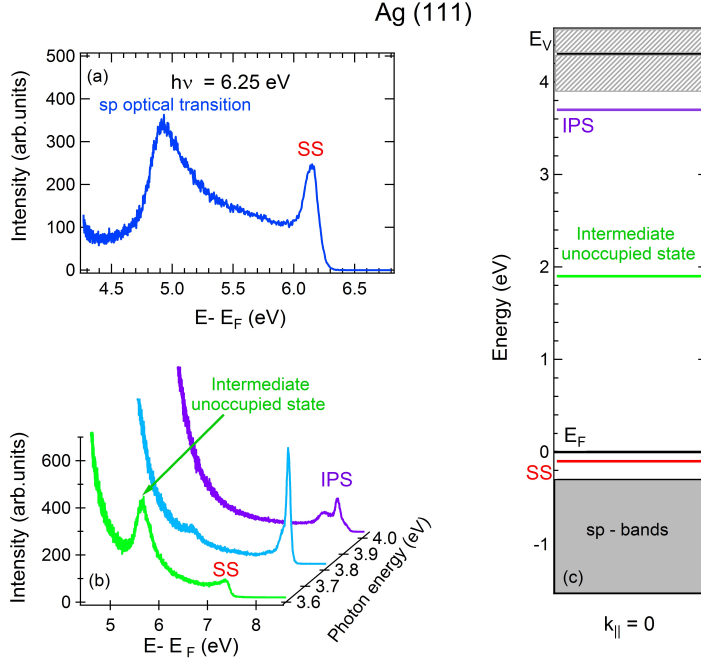 Ag (111)
(a)
hν = 6.25 eV
sp optical transition
SS
Intensity (arb.units)
500
400
300
200
100
0
4.5 5.0 5.5 6.0 6.5
E- E_F (eV)
Intermediate
unoccupied state
IPS
SS
(b)
Intensity (arb.units)
600
400
200
0
5 6 7 8
E- E_F (eV)
4.0
3.9
3.8
3.7
3.6
Photon energy (eV)
E_V
4
IPS
3
Intermediate
unoccupied state
2
1
E_F
0
SS
sp - bands
-1
(c)
Energy (eV)
k_|| = 0